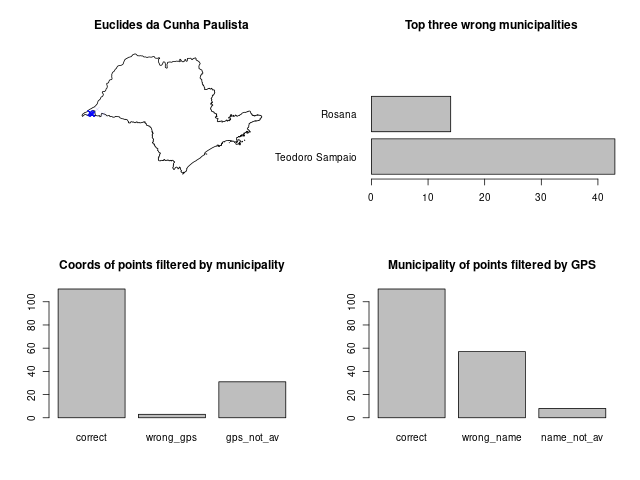 Euclides da Cunha Paulista
Top three wrong municipalities
Rosana
Teodoro Sampaio
0 10 20 30 40
Coords of points filtered by municipality
0 20 40 60 80 100
correct wrong_gps gps_not_av
Municipality of points filtered by GPS
0 20 40 60 80 100
correct wrong_name name_not_av